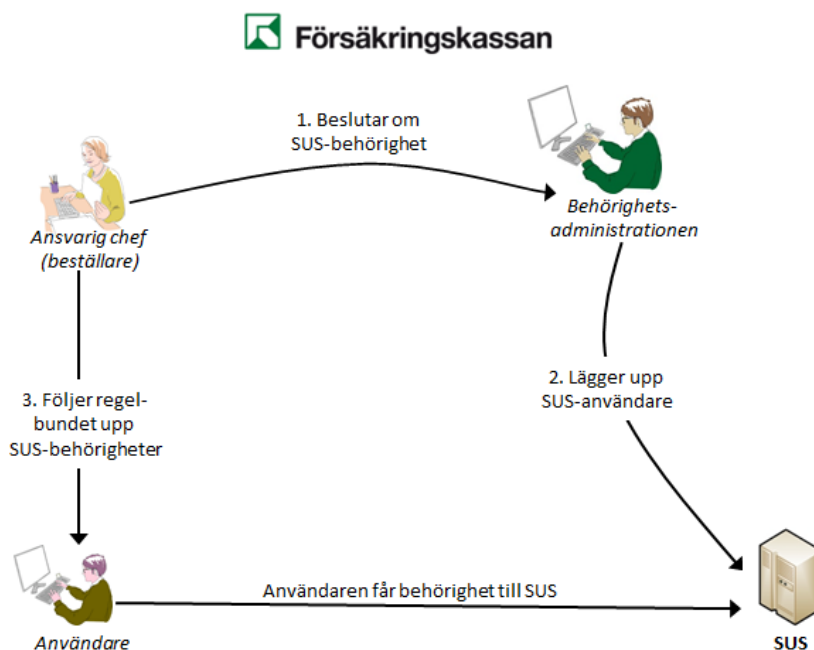 Försäkringskassan
1. Beslutar om
SUS-behörighet
Ansvarig chef
(beställare)
Behörighets-
administrationen
3. Följer regel-
bundet upp
SUS-behörigheter
2. Lägger upp
SUS-användare
Användaren får behörighet till SUS
Användare
SUS